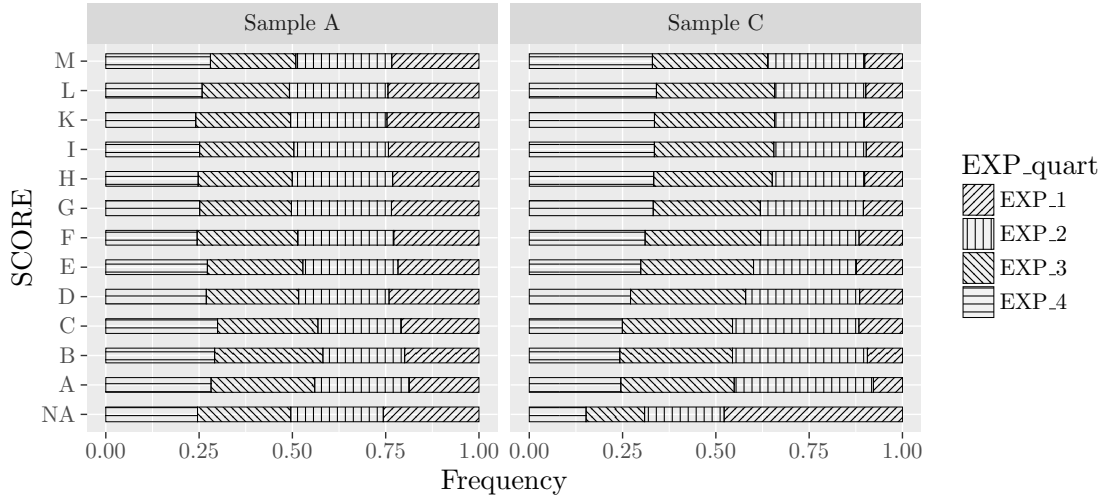 Sample A
Sample C
M
L
K
I
H
G
F
E
D
C
B
A
NA
SCORE
0.00 0.25 0.50 0.75 1.00
0.00 0.25 0.50 0.75 1.00
Frequency
EXP_quart
EXP_1
EXP_2
EXP_3
EXP_4